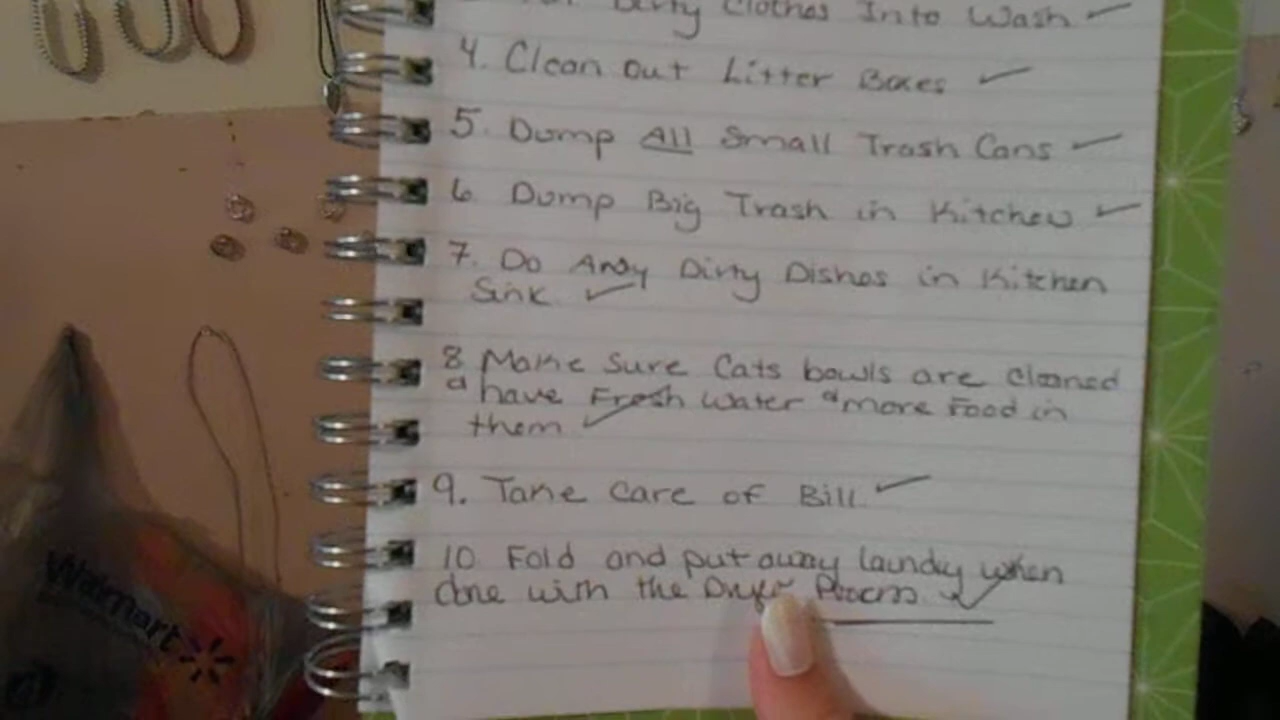 Dirty Clothes Into Wash ✓
4. Clean out Litter Boxes ✓
5. Dump All Small Trash Cans ✓
6 Dump Big Trash in Kitchen ✓
7. Do Any Dirty Dishes in Kitchen
Sink ✓
8 Make Sure Cats bowls are cleaned
& have Fresh Water & more Food in
them ✓
9. Take Care of Bill ✓
10 Fold and put away laundry when
done with the Dryer Process ✓
Walmart